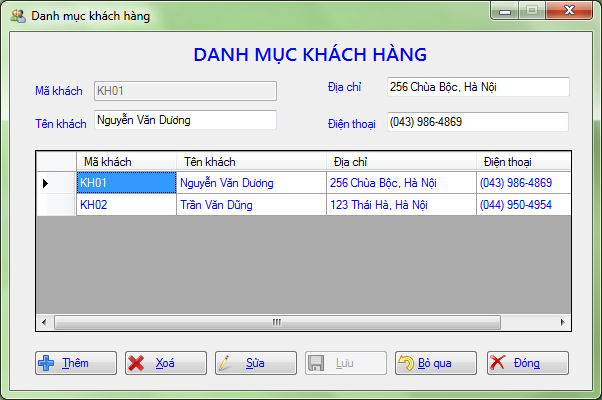 Danh mục khách hàng
DANH MỤC KHÁCH HÀNG
Mã khách KH01 Địa chỉ 256 Chùa Bộc, Hà Nội
Tên khách Nguyễn Văn Dương Điện thoại (043) 986-4869
Mã khách Tên khách Địa chỉ Điện thoại
KH01 Nguyễn Văn Dương 256 Chùa Bộc, Hà Nội (043) 986-4869
KH02 Trần Văn Dũng 123 Thái Hà, Hà Nội (044) 950-4954
Thêm Xoá Sửa Lưu Bỏ qua Đóng